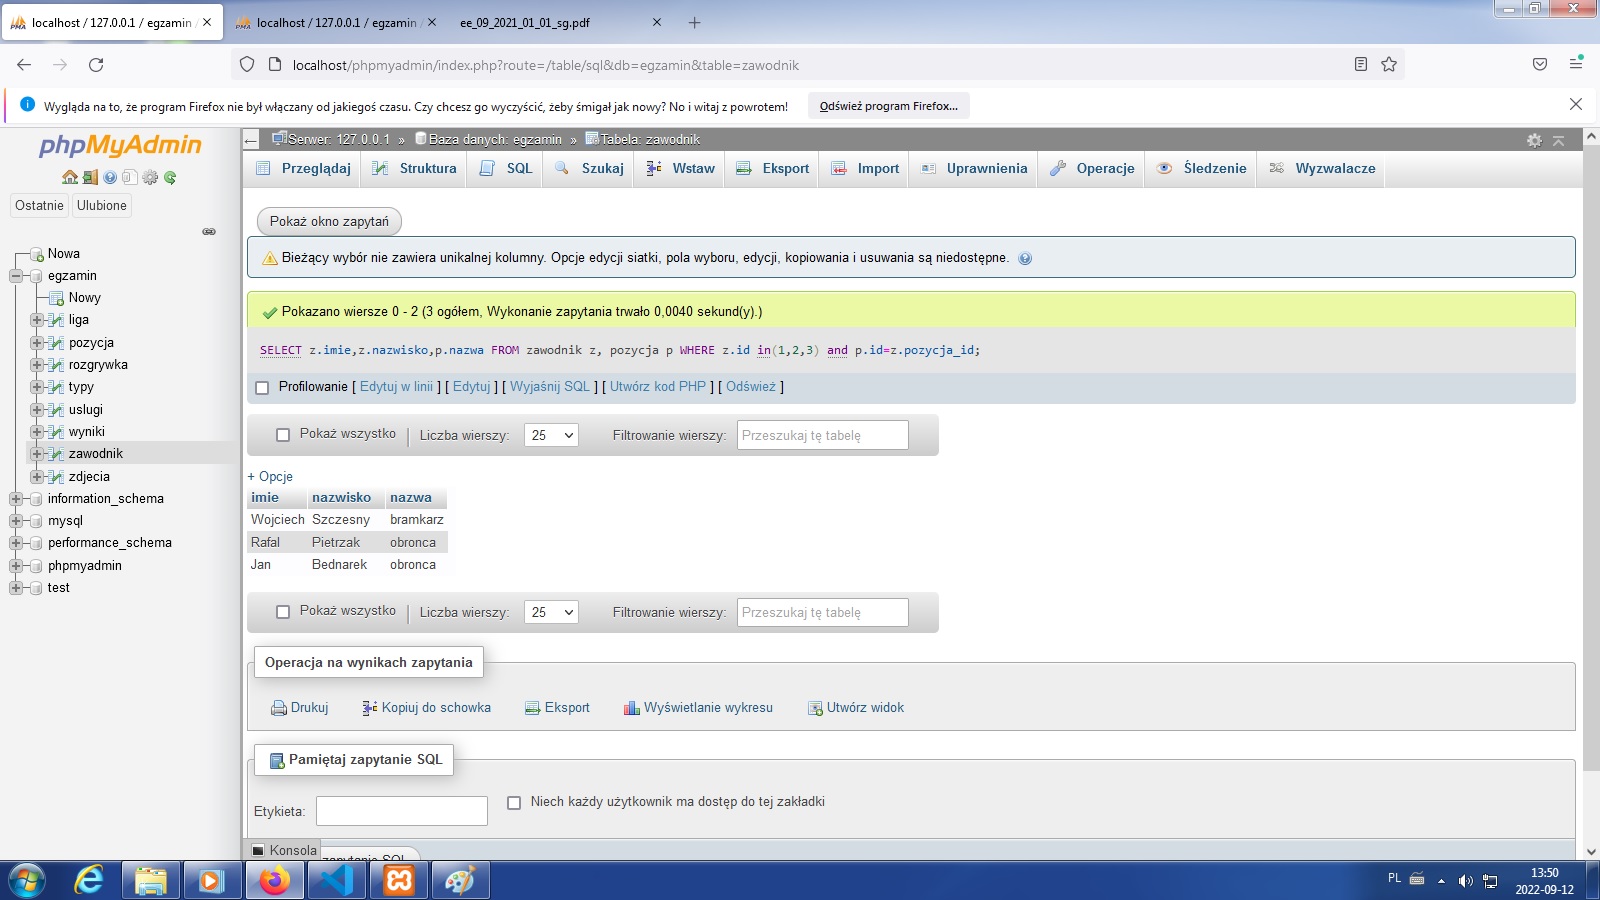 localhost / 127.0.0.1 / egzamin
localhost / 127.0.0.1 / egzamin /
ee_09_2021_01_01_sg.pdf
localhost/phpmyadmin/index.php?route=/table/sql&db=egzamin&table=zawodnik
Wygląda na to, że program Firefox nie był włączany od jakiegoś czasu. Czy chcesz go wyczyścić, żeby śmigał jak nowy? No i witaj z powrotem!
Odśwież program Firefox...
phpMyAdmin
Ostatnie
Ulubione
Nowa
egzamin
Nowy
liga
pozycja
rozgrywka
typy
uslugi
wyniki
zawodnik
zdjecia
information_schema
mysql
performance_schema
phpmyadmin
test
Serwer: 127.0.0.1 » Baza danych: egzamin » Tabela: zawodnik
Przeglądaj Struktura SQL Szukaj Wstaw Eksport Import Uprawnienia Operacje Śledzenie Wyzwalacze
Pokaż okno zapytań
Bieżący wybór nie zawiera unikalnej kolumny. Opcje edycji siatki, pola wyboru, edycji, kopiowania i usuwania są niedostępne.
Pokazano wiersze 0 - 2 (3 ogółem, Wykonanie zapytania trwało 0,0040 sekund(y).)
SELECT z.imie,z.nazwisko,p.nazwa FROM zawodnik z, pozycja p WHERE z.id in(1,2,3) and p.id=z.pozycja_id;
Profilowanie [ Edytuj w linii ] [ Edytuj ] [ Wyjaśnij SQL ] [ Utwórz kod PHP ] [ Odśwież ]
Pokaż wszystko | Liczba wierszy: 25 Filtrowanie wierszy: Przeszukaj tę tabelę
+ Opcje
imie nazwisko nazwa
Wojciech Szczesny bramkarz
Rafal Pietrzak obronca
Jan Bednarek obronca
Pokaż wszystko | Liczba wierszy: 25 Filtrowanie wierszy: Przeszukaj tę tabelę
Operacja na wynikach zapytania
Drukuj Kopiuj do schowka Eksport Wyświetlanie wykresu Utwórz widok
Pamiętaj zapytanie SQL
Etykieta:
Niech każdy użytkownik ma dostęp do tej zakładki
Konsola
zapytanie SQL
PL
13:50
2022-09-12